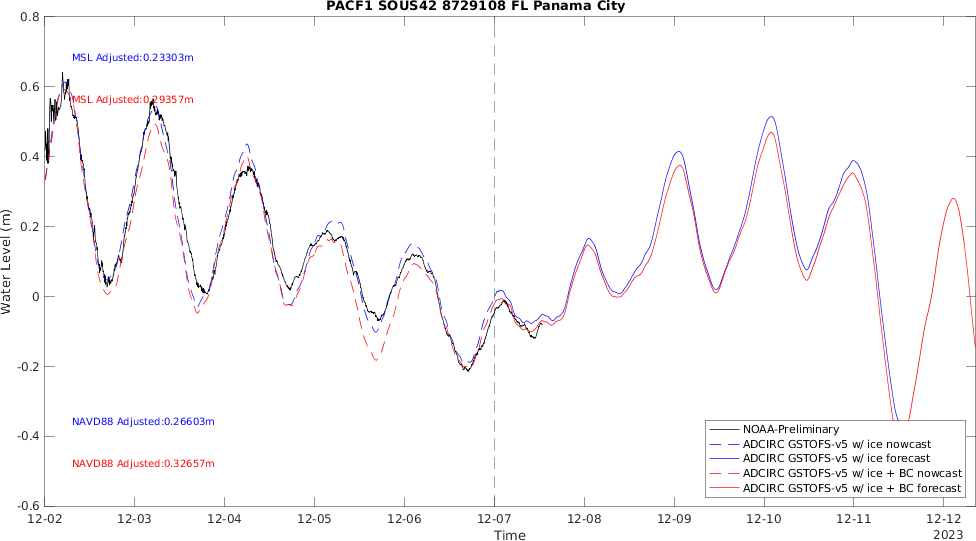 PACF1 SOUS42 8729108 FL Panama City
0.8
0.6
0.4
0.2
0
-0.2
-0.4
-0.6
Water Level (m)
MSL Adjusted:0.23303m
MSL Adjusted:0.29357m
NAVD88 Adjusted:0.26603m
NAVD88 Adjusted:0.32657m
NOAA-Preliminary
ADCIRC GSTOFS-v5 w/ ice nowcast
ADCIRC GSTOFS-v5 w/ ice forecast
ADCIRC GSTOFS-v5 w/ ice + BC nowcast
ADCIRC GSTOFS-v5 w/ ice + BC forecast
12-02 12-03 12-04 12-05 12-06 12-07 12-08 12-09 12-10 12-11 12-12
Time 2023